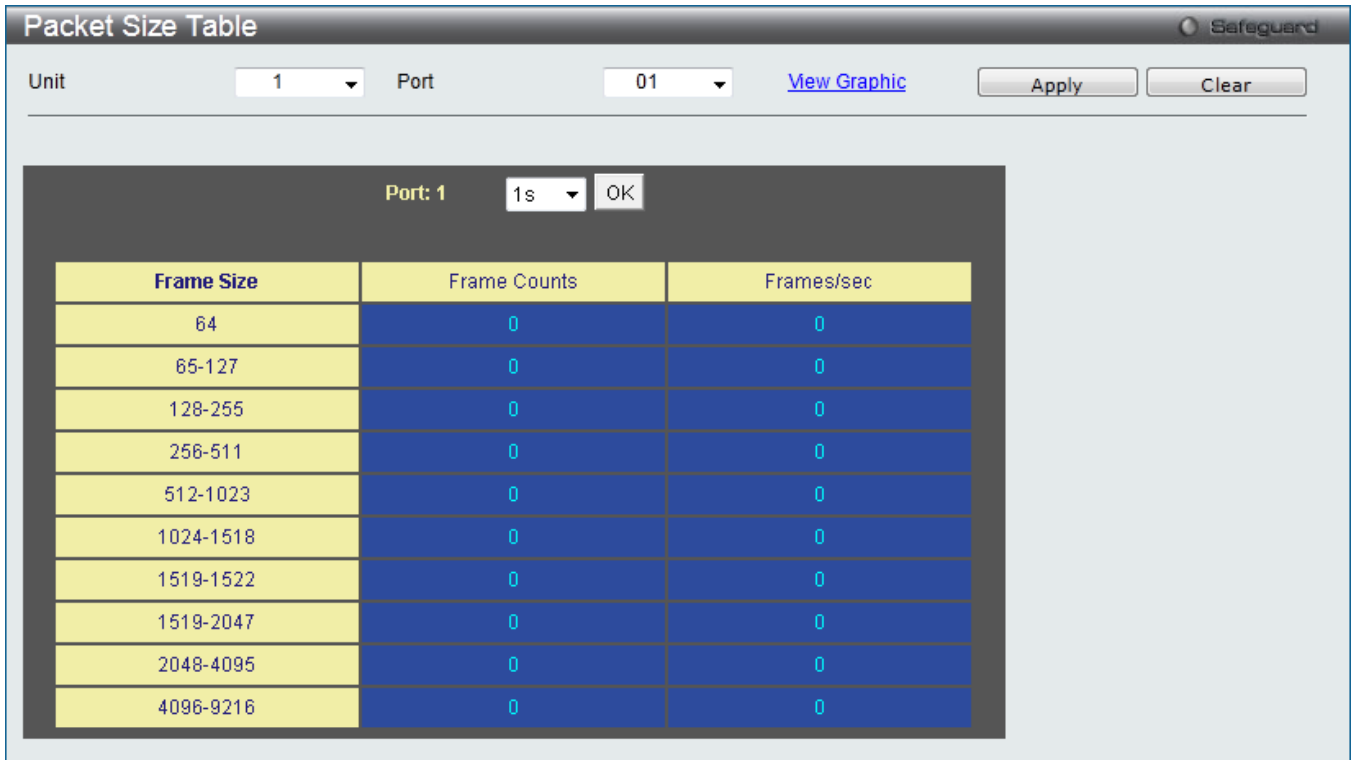 Packet Size Table Safeguard
Unit 1 Port 01 View Graphic Apply Clear
Port: 1 1s OK
Frame Size Frame Counts Frames/sec
64 0 0
65-127 0 0
128-255 0 0
256-511 0 0
512-1023 0 0
1024-1518 0 0
1519-1522 0 0
1519-2047 0 0
2048-4095 0 0
4096-9216 0 0